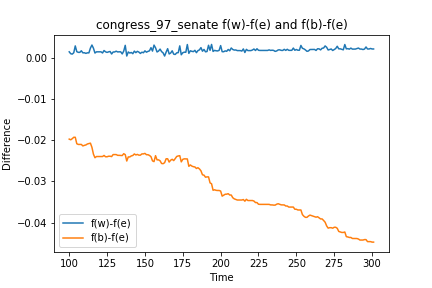 congress_97_senate f(w)-f(e) and f(b)-f(e)
Difference
0.00
−0.01
−0.02
−0.03
−0.04
f(w)-f(e)
f(b)-f(e)
100 125 150 175 200 225 250 275 300
Time